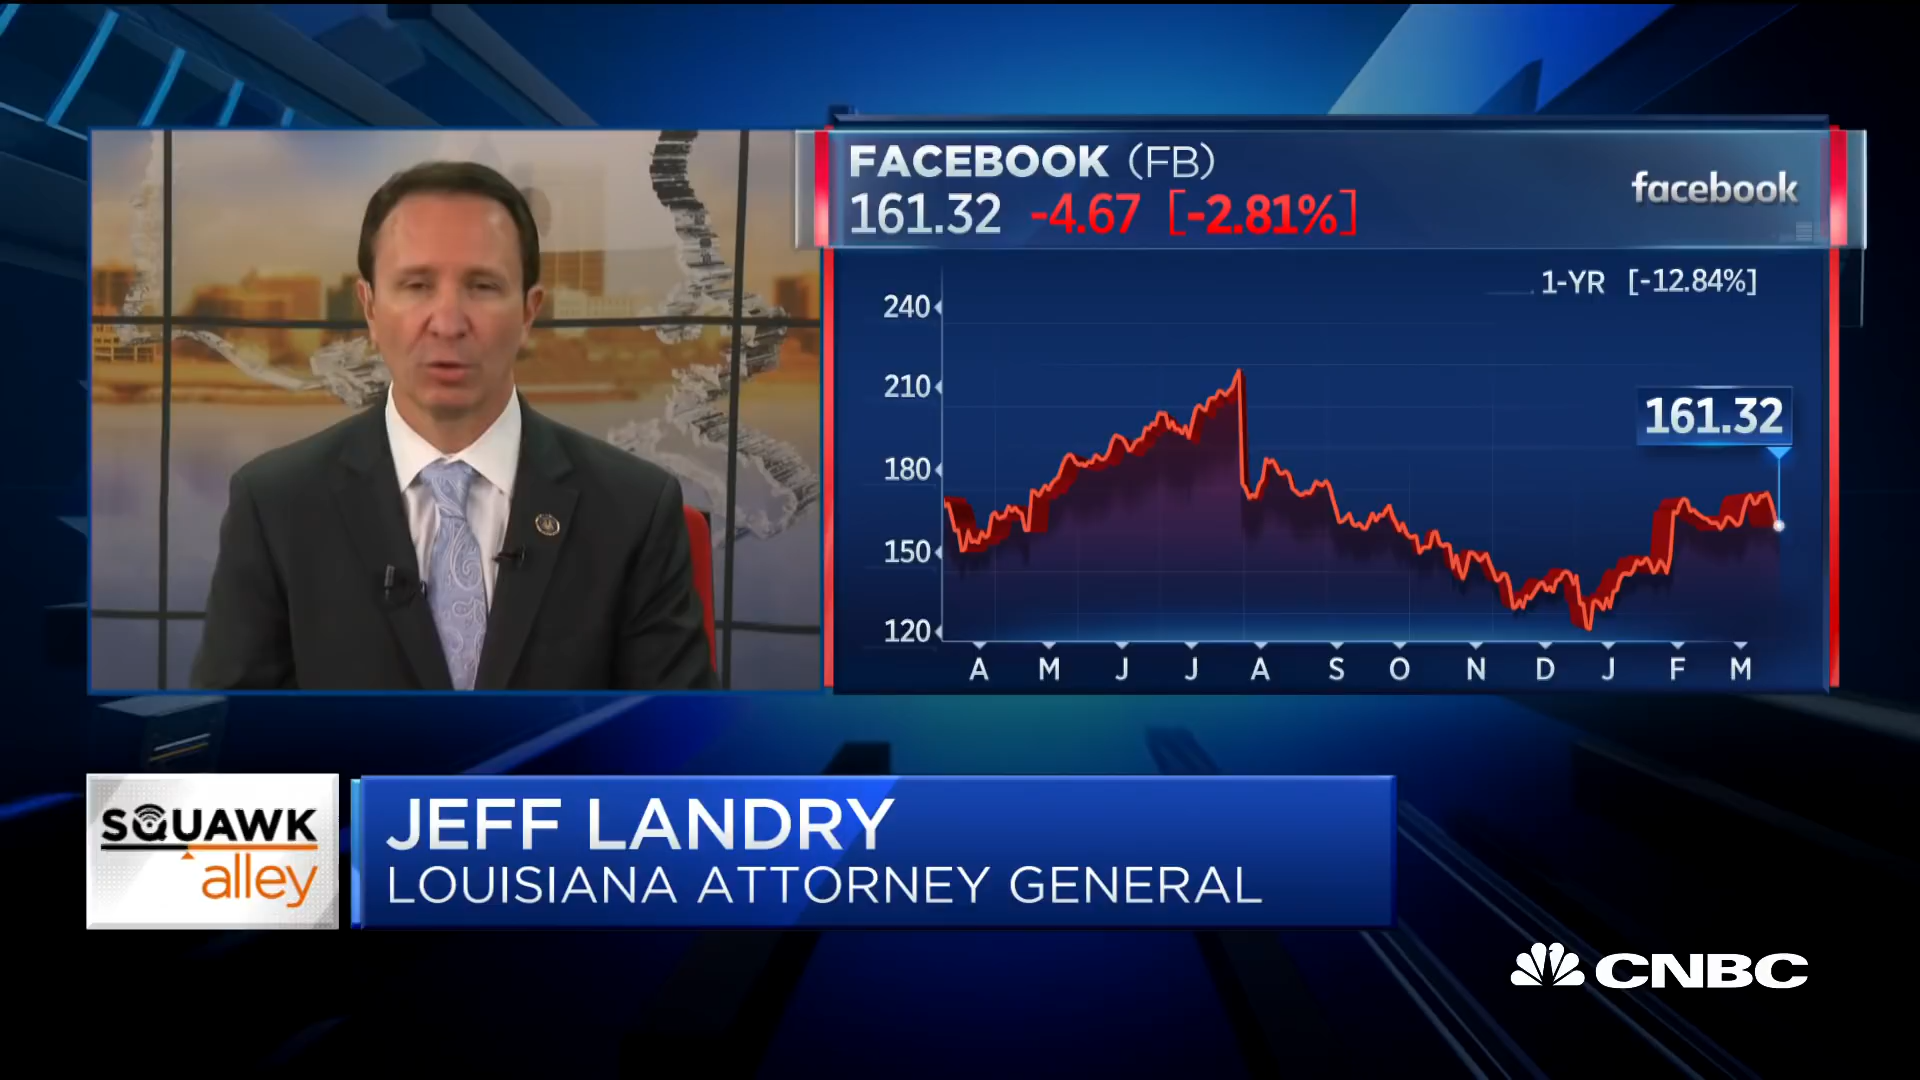 FACEBOOK (FB)
161.32 -4.67 [-2.81%]
facebook
1-YR [-12.84%]
240
210
180
150
120
161.32
A M J J A S O N D J F M
SQUAWK
alley
JEFF LANDRY
LOUISIANA ATTORNEY GENERAL
CNBC